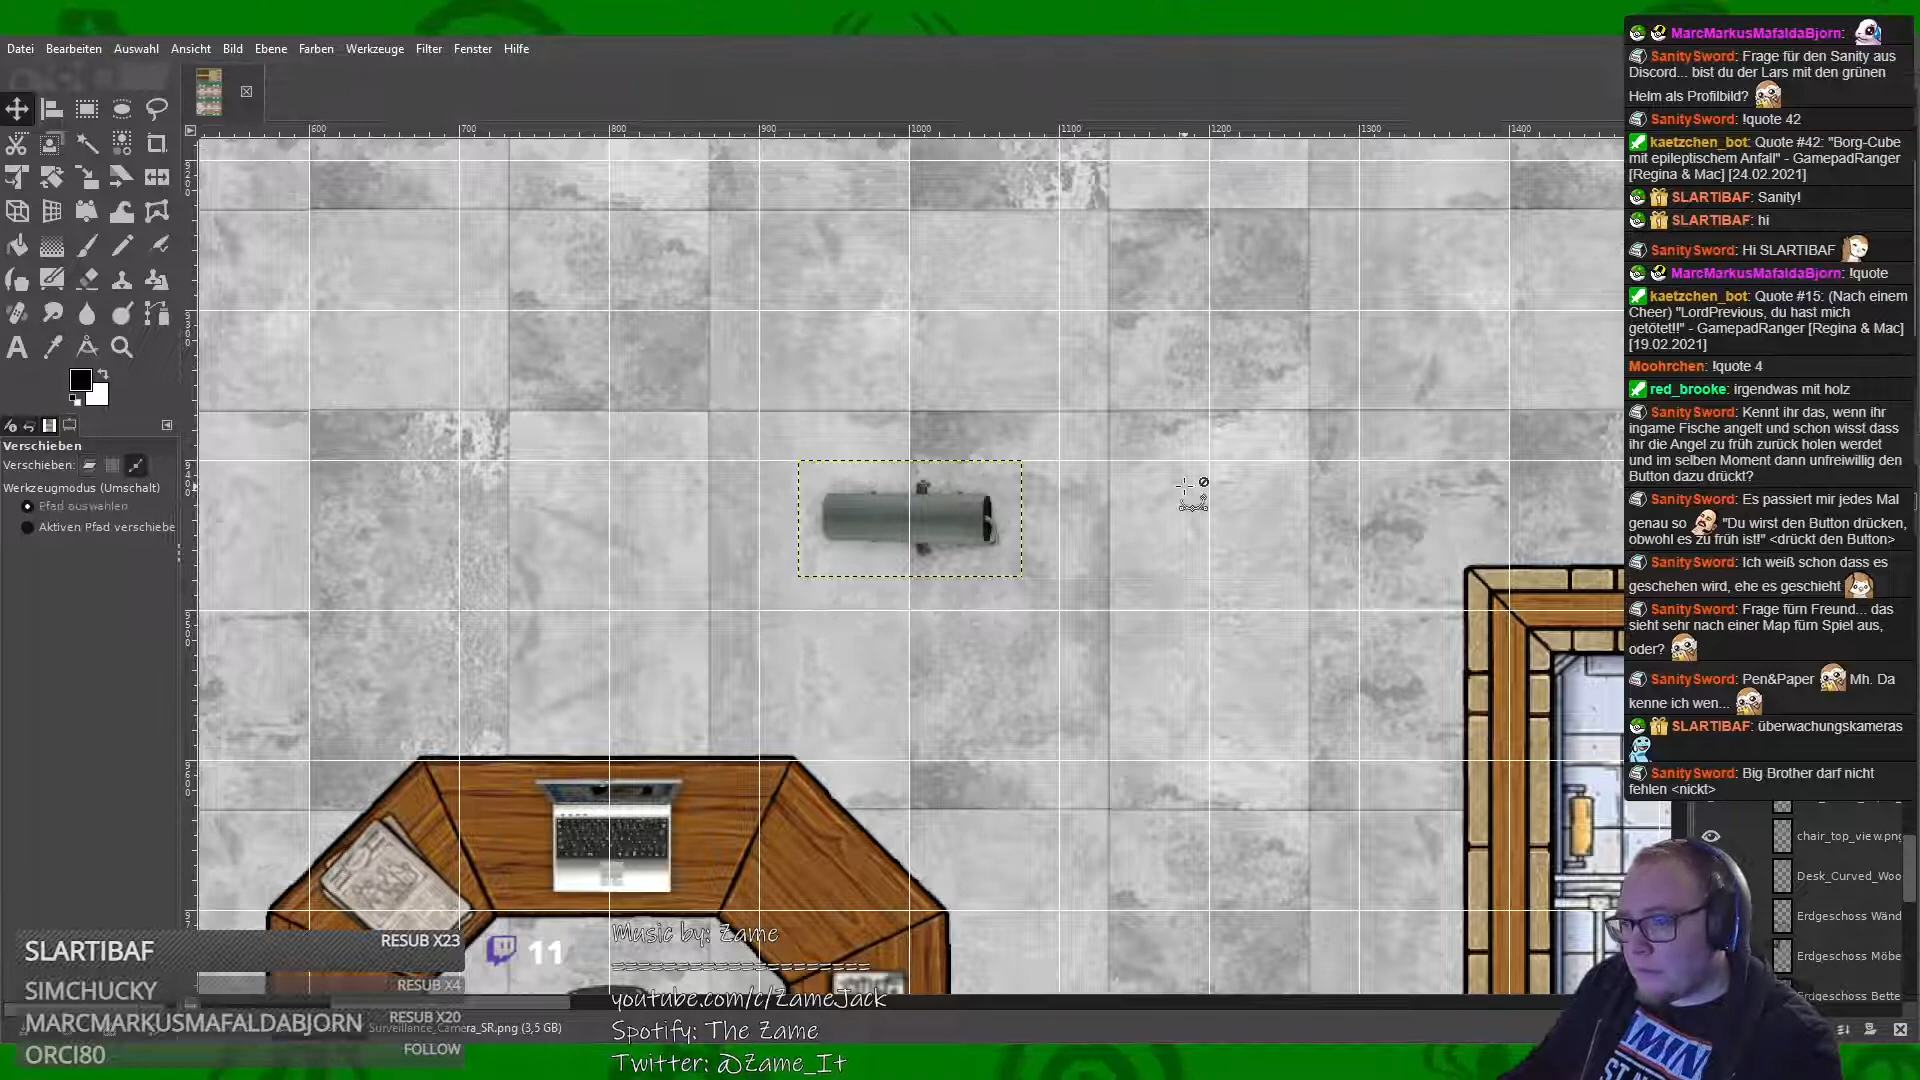 Datei Bearbeiten Auswahl Ansicht Bild Ebene Farben Werkzeuge Filter Fenster Hilfe
600 700 800 900 1000 1100 1200 1300 1400
Verschieben
Verschieben:
Werkzeugmodus (Umschalt)
Pfad auswählen
Aktiven Pfad verschiebe
MarcMarkusMafaldaBjorn:
SanitySword: Frage für den Sanity aus
Discord... bist du der Lars mit den grünen
Helm als Profilbild?
SanitySword: !quote 42
kaetzchen_bot: Quote #42: "Borg-Cube
mit epileptischem Anfall" - GamepadRanger
[Regina & Mac] [24.02.2021]
SLARTIBAF: Sanity!
SLARTIBAF: hi
SanitySword: Hi SLARTIBAF
MarcMarkusMafaldaBjorn: !quote
kaetzchen_bot: Quote #15: (Nach einem
Cheer) "LordPrevious, du hast mich
getötet!!" - GamepadRanger [Regina & Mac]
[19.02.2021]
Moohrchen: !quote 4
red_brooke: irgendwas mit holz
SanitySword: Kennt ihr das, wenn ihr
ingame Fische angelt und schon wisst dass
ihr die Angel zu früh zurück holen werdet
und im selben Moment dann unfreiwillig den
Button dazu drückt?
SanitySword: Es passiert mir jedes Mal
genau so "Du wirst den Button drücken,
obwohl es zu früh ist!" <drückt den Button>
SanitySword: Ich weiß schon dass es
geschehen wird, ehe es geschieht
SanitySword: Frage fürn Freund... das
sieht sehr nach einer Map fürn Spiel aus,
oder?
SanitySword: Pen&Paper Mh. Da
kenne ich wen...
SLARTIBAF: überwachungskameras
SanitySword: Big Brother darf nicht
fehlen <nickt>
chair_top_view.png
Desk_Curved_Woo
Erdgeschoss Wänd
Erdgeschoss Möbe
Erdgeschoss Bette
SLARTIBAF RESUB X23
SIMCHUCKY RESUB X4
MARCMARKUSMAFALDABJORN RESUB X20
ORCI80 FOLLOW
11
Surveillance_Camera_SR.png (3,5 GB)
Music by: Zame
====================
youtube.com/c/ZameJack
Spotify: The Zame
Twitter: @Zame_It